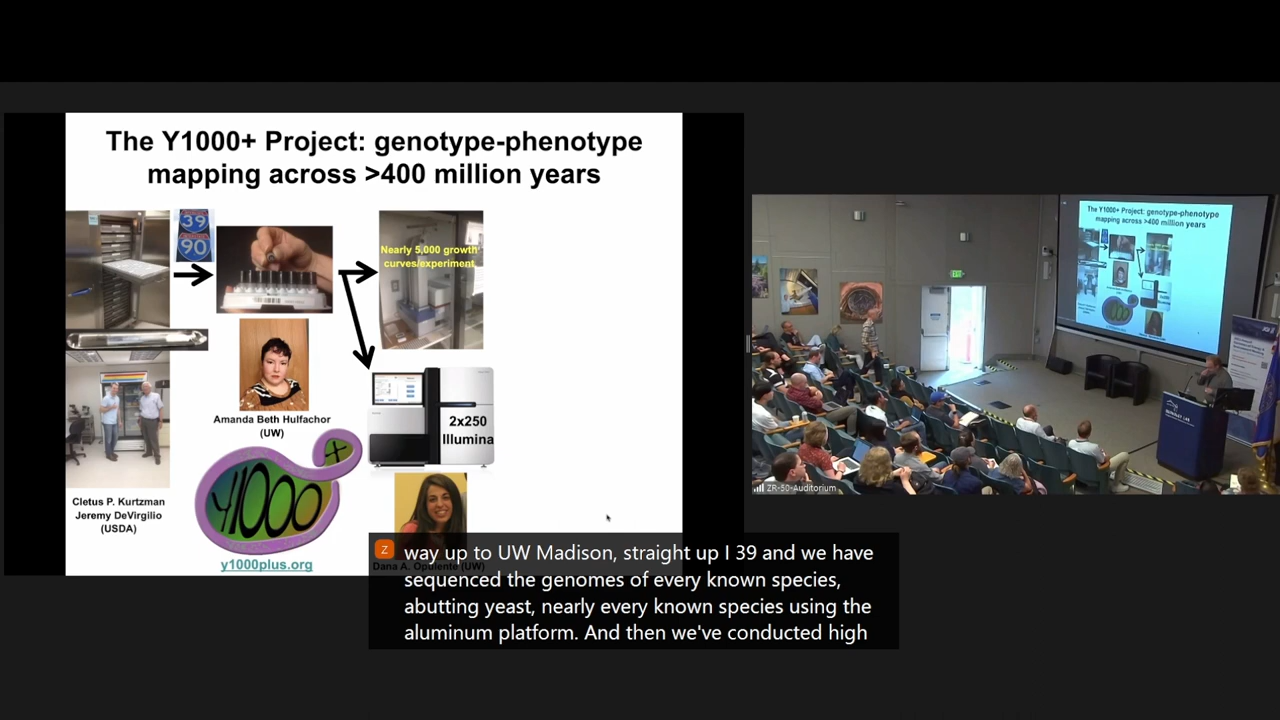 The Y1000+ Project: genotype-phenotype
mapping across >400 million years
39
90
Nearly 5,000 growth
curves/experiment
Amanda Beth Hulfachor
(UW)
2x250
Illumina
Cletus P. Kurtzman
Jeremy DeVirgilio
(USDA)
Y1000+
y1000plus.org
Dana A. Opulente (UW)
Z
way up to UW Madison, straight up I 39 and we have
sequenced the genomes of every known species,
abutting yeast, nearly every known species using the
aluminum platform. And then we've conducted high
The Y1000+ Project: genotype-phenotype
mapping across >400 million years
BERKELEY LAB
ZR-50-Auditorium